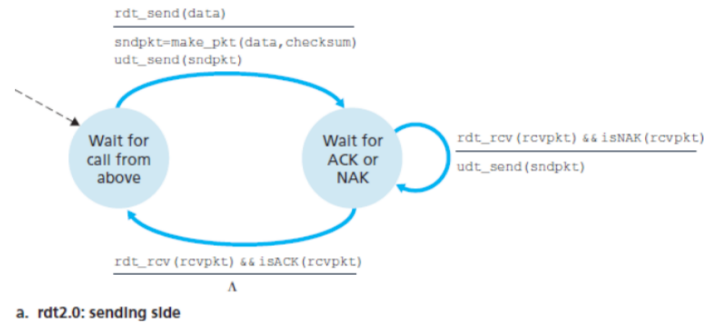 rdt_send(data)
sndpkt=make_pkt(data,checksum)
udt_send(sndpkt)
Wait for
call from
above
Wait for
ACK or
NAK
rdt_rcv(rcvpkt) && isNAK(rcvpkt)
udt_send(sndpkt)
rdt_rcv(rcvpkt) && isACK(rcvpkt)
Λ
a. rdt2.0: sending side